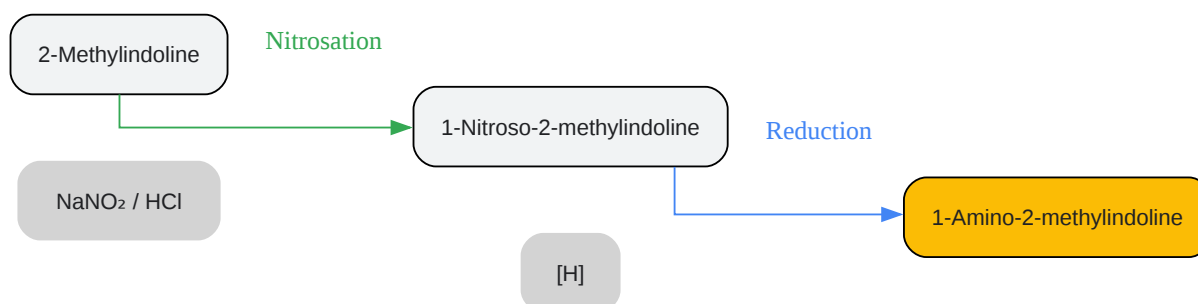 2-Methylindoline
Nitrosation
1-Nitroso-2-methylindoline
Reduction
NaNO₂ / HCl
1-Amino-2-methylindoline
[H]